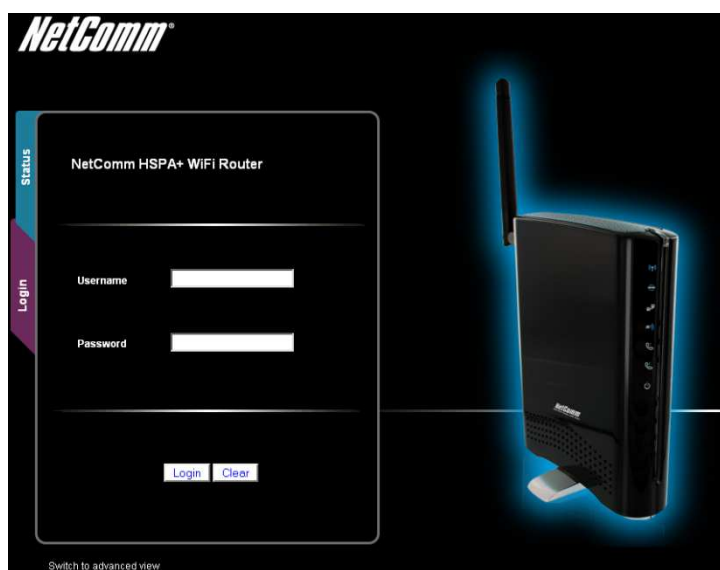 NetComm®
Status
NetComm HSPA+ WiFi Router
Login
Username
Password
Login Clear
Switch to advanced view
NetComm